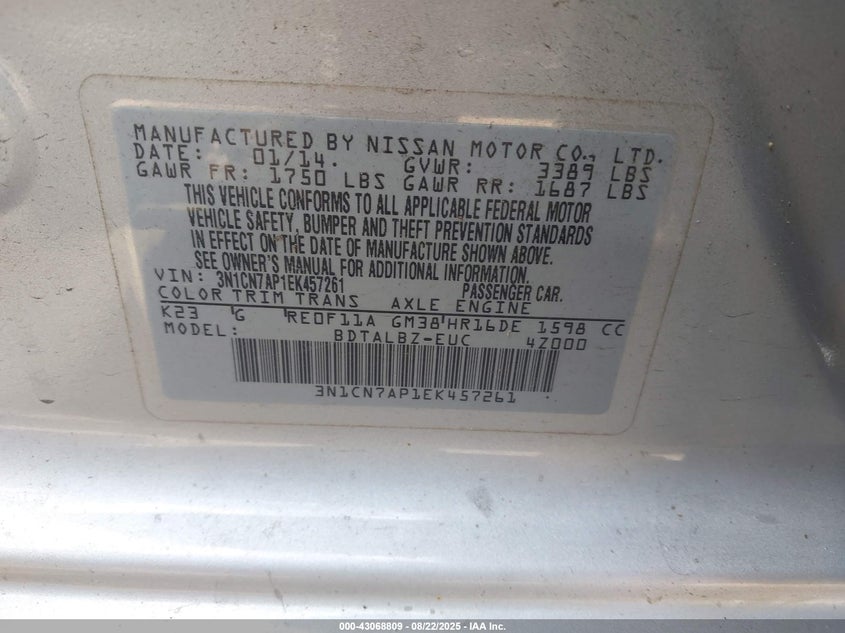 MANUFACTURED BY NISSAN MOTOR CO., LTD.
DATE: 01/14. GVWR: 3389 LBS
GAWR FR: 1750 LBS GAWR RR: 1687 LBS
THIS VEHICLE CONFORMS TO ALL APPLICABLE FEDERAL MOTOR
VEHICLE SAFETY, BUMPER AND THEFT PREVENTION STANDARDS
IN EFFECT ON THE DATE OF MANUFACTURE SHOWN ABOVE.
SEE OWNER'S MANUAL FOR ADDITIONAL INFORMATION.
VIN: 3N1CN7AP1EK457261 PASSENGER CAR.
COLOR TRIM TRANS AXLE ENGINE
K23 G RE0F11A GM38 HR16DE 1598 CC
MODEL: BDTALBZ-EUC 4Z000
3N1CN7AP1EK457261
000-43068809 - 08/22/2025 - IAA Inc.